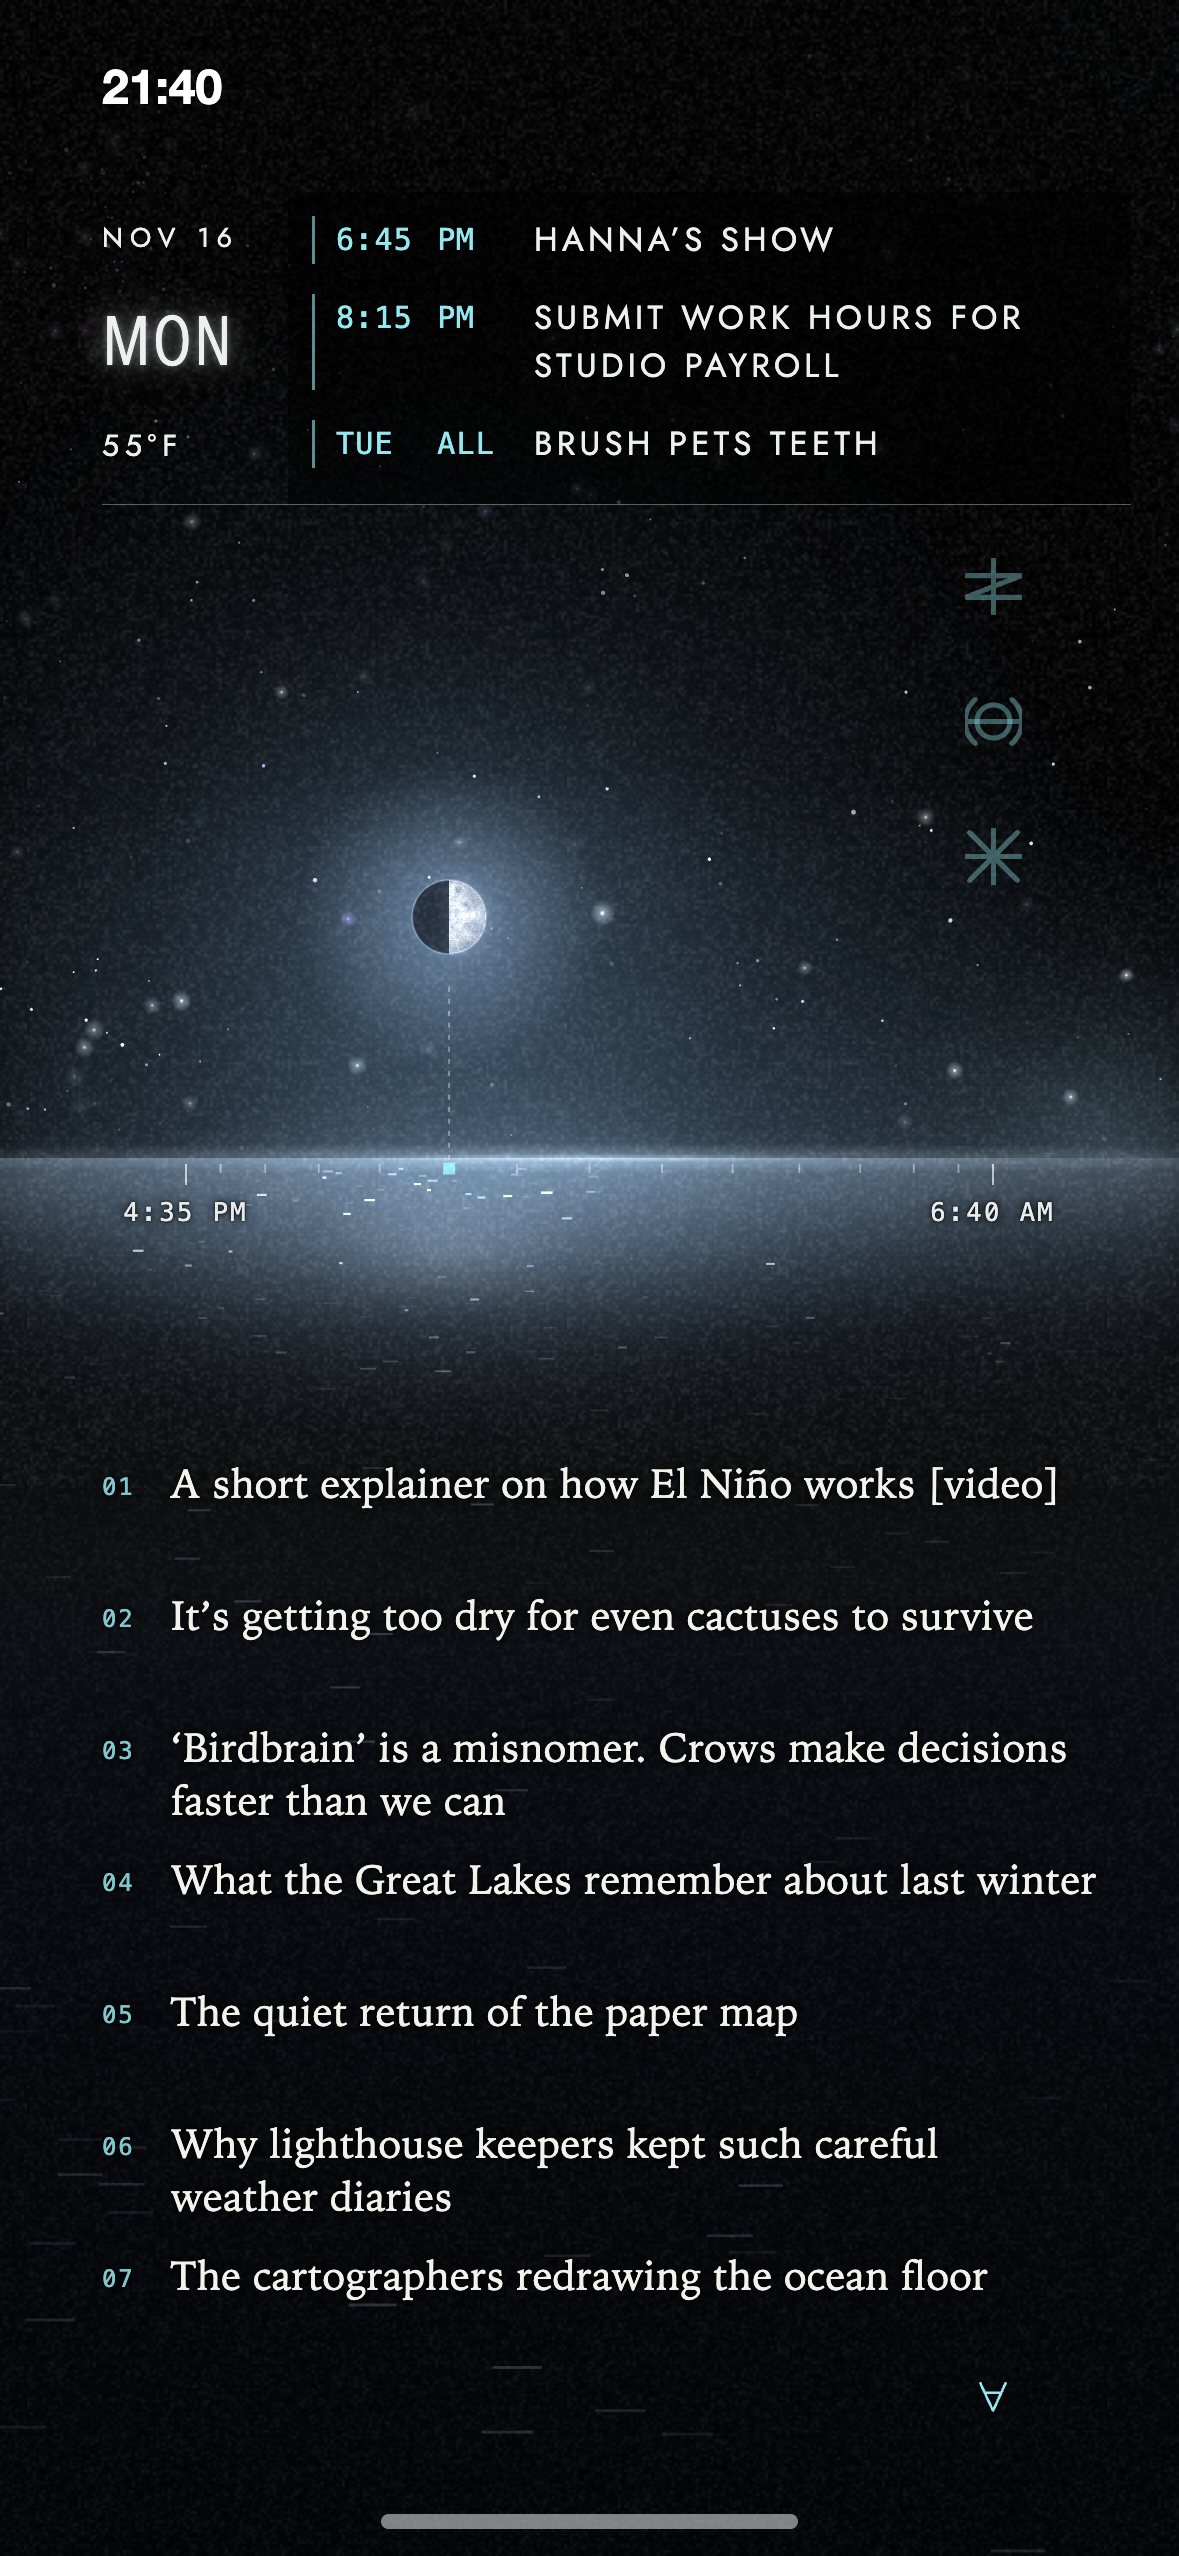 21:40
NOV 16
MON
55°F
6:45 PM HANNA’S SHOW
8:15 PM SUBMIT WORK HOURS FOR
STUDIO PAYROLL
TUE ALL BRUSH PETS TEETH
4:35 PM
6:40 AM
01 A short explainer on how El Niño works [video]
02 It’s getting too dry for even cactuses to survive
03 ‘Birdbrain’ is a misnomer. Crows make decisions
faster than we can
04 What the Great Lakes remember about last winter
05 The quiet return of the paper map
06 Why lighthouse keepers kept such careful
weather diaries
07 The cartographers redrawing the ocean floor